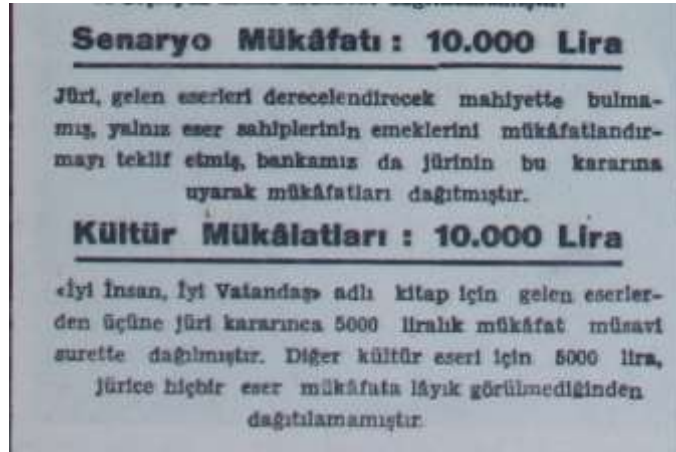 Senaryo Mükâfatı : 10.000 Lira
Jüri, gelen eserleri derecelendirecek mahiyette bulma-
mış, yalnız eser sahiplerinin emeklerini mükâfatlandır-
mayı teklif etmiş, bankamız da jürinin bu kararına
uyarak mükâfatları dağıtmıştır.
Kültür Mükâfatları : 10.000 Lira
«İyi İnsan, İyi Vatandaş» adlı kitap için gelen eserler-
den üçüne jüri kararınca 5000 liralık mükâfat müsavi
surette dağılmıştır. Diğer kültür eseri için 5000 lira,
jürice hiçbir eser mükâfata lâyık görülmediğinden
dağıtılamamıştır.